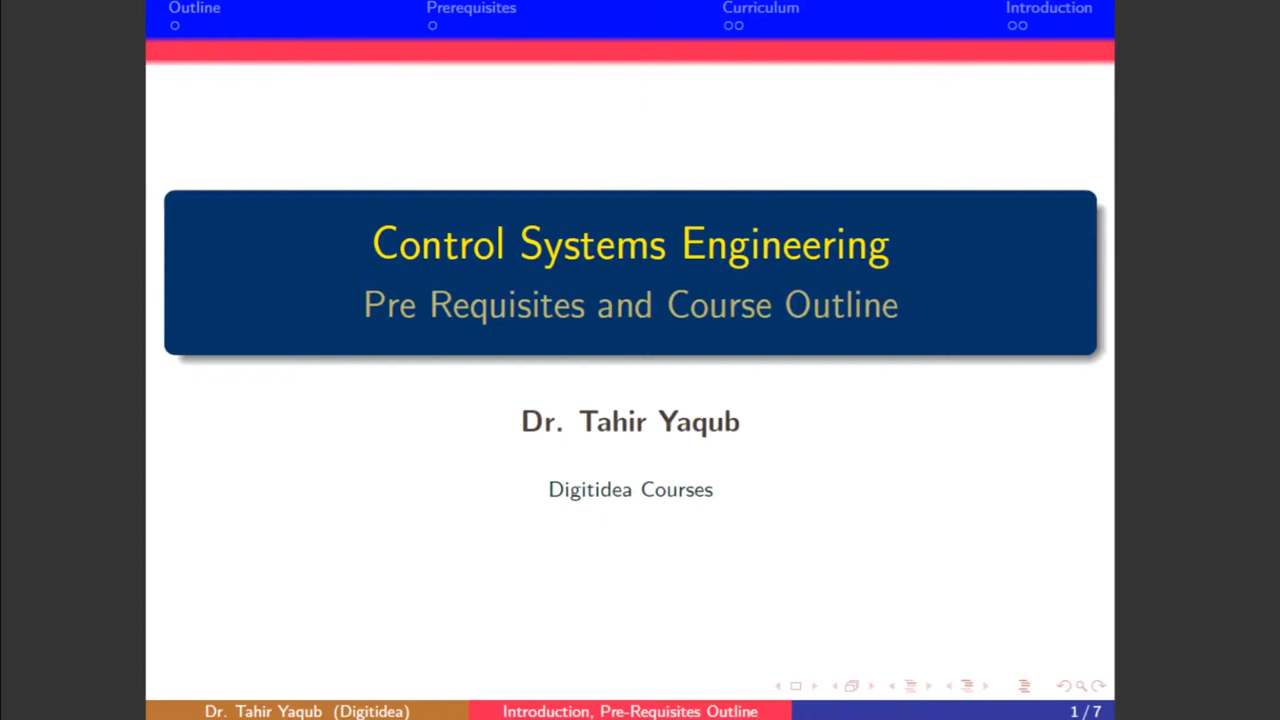 Outline Prerequisites Curriculum Introduction
Control Systems Engineering
Pre Requisites and Course Outline
Dr. Tahir Yaqub
Digitidea Courses
Dr. Tahir Yaqub (Digitidea) Introduction, Pre-Requisites Outline 1 / 7